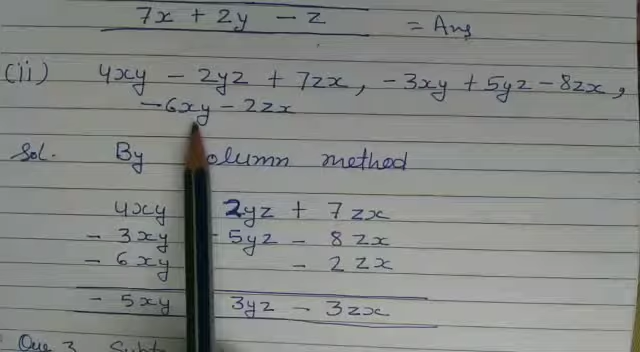 7x + 2y - z = Ans
(ii) 4xy - 2yz + 7zx, - 3xy + 5yz - 8zx,
- 6xy - 2zx
Sol. By olumn method
4xy 2yz + 7zx
- 3xy 5yz - 8zx
- 6xy - 2zx
- 5xy 3yz - 3zx
Que 3.